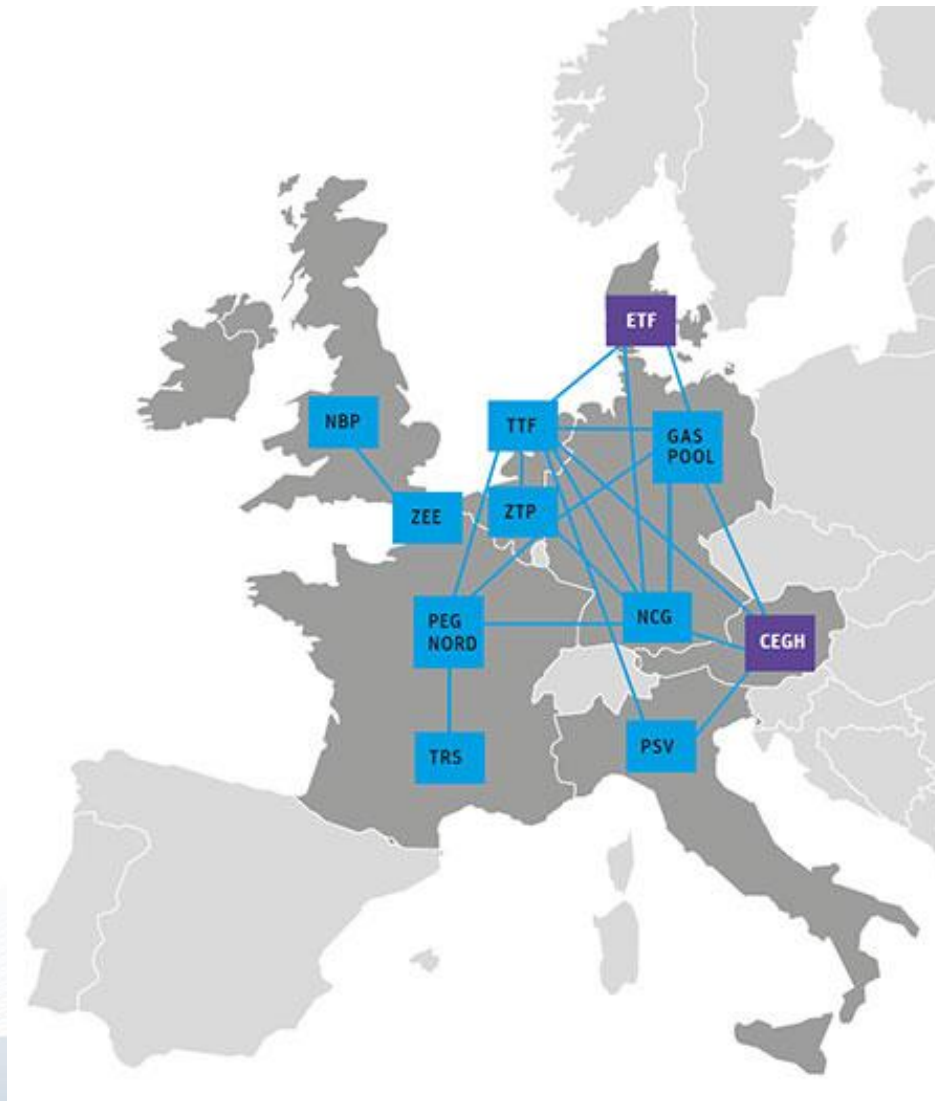 ETF
NBP
TTF
GAS
POOL
ZEE
ZTP
PEG
NORD
NCG
CEGH
TRS
PSV